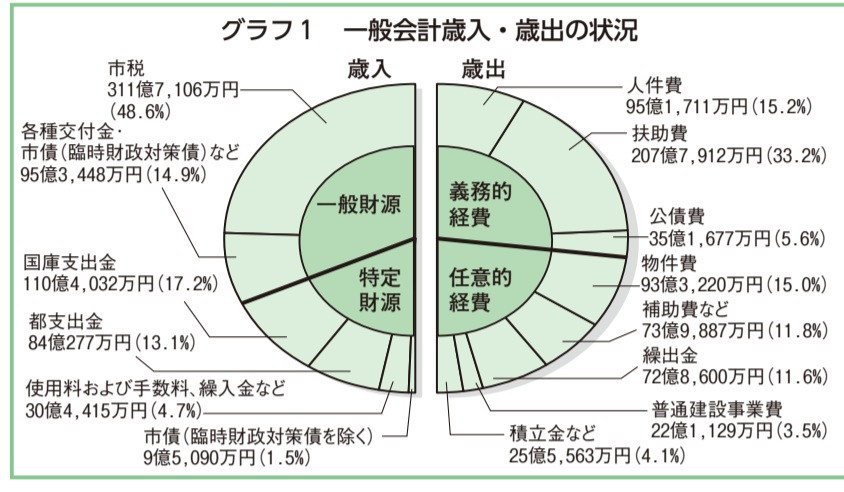 グラフ1 一般会計歳入・歳出の状況
歳入
歳出
市税
311億7,106万円
(48.6%)
各種交付金・
市債(臨時財政対策債)など
95億3,448万円(14.9%)
国庫支出金
110億4,032万円(17.2%)
都支出金
84億277万円(13.1%)
使用料および手数料、繰入金など
30億4,415万円(4.7%)
市債(臨時財政対策債を除く)
9億5,090万円(1.5%)
一般財源
特定
財源
義務的
経費
任意的
経費
人件費
95億1,711万円(15.2%)
扶助費
207億7,912万円(33.2%)
公債費
35億1,677万円(5.6%)
物件費
93億3,220万円(15.0%)
補助費など
73億9,887万円(11.8%)
繰出金
72億8,600万円(11.6%)
普通建設事業費
22億1,129万円(3.5%)
積立金など
25億5,563万円(4.1%)